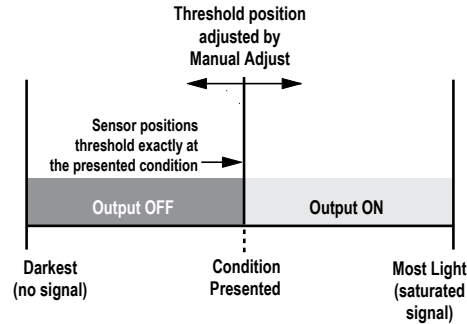 Threshold position
adjusted by
Manual Adjust
Sensor positions
threshold exactly at
the presented condition
Output OFF
Output ON
Darkest
(no signal)
Condition
Presented
Most Light
(saturated
signal)